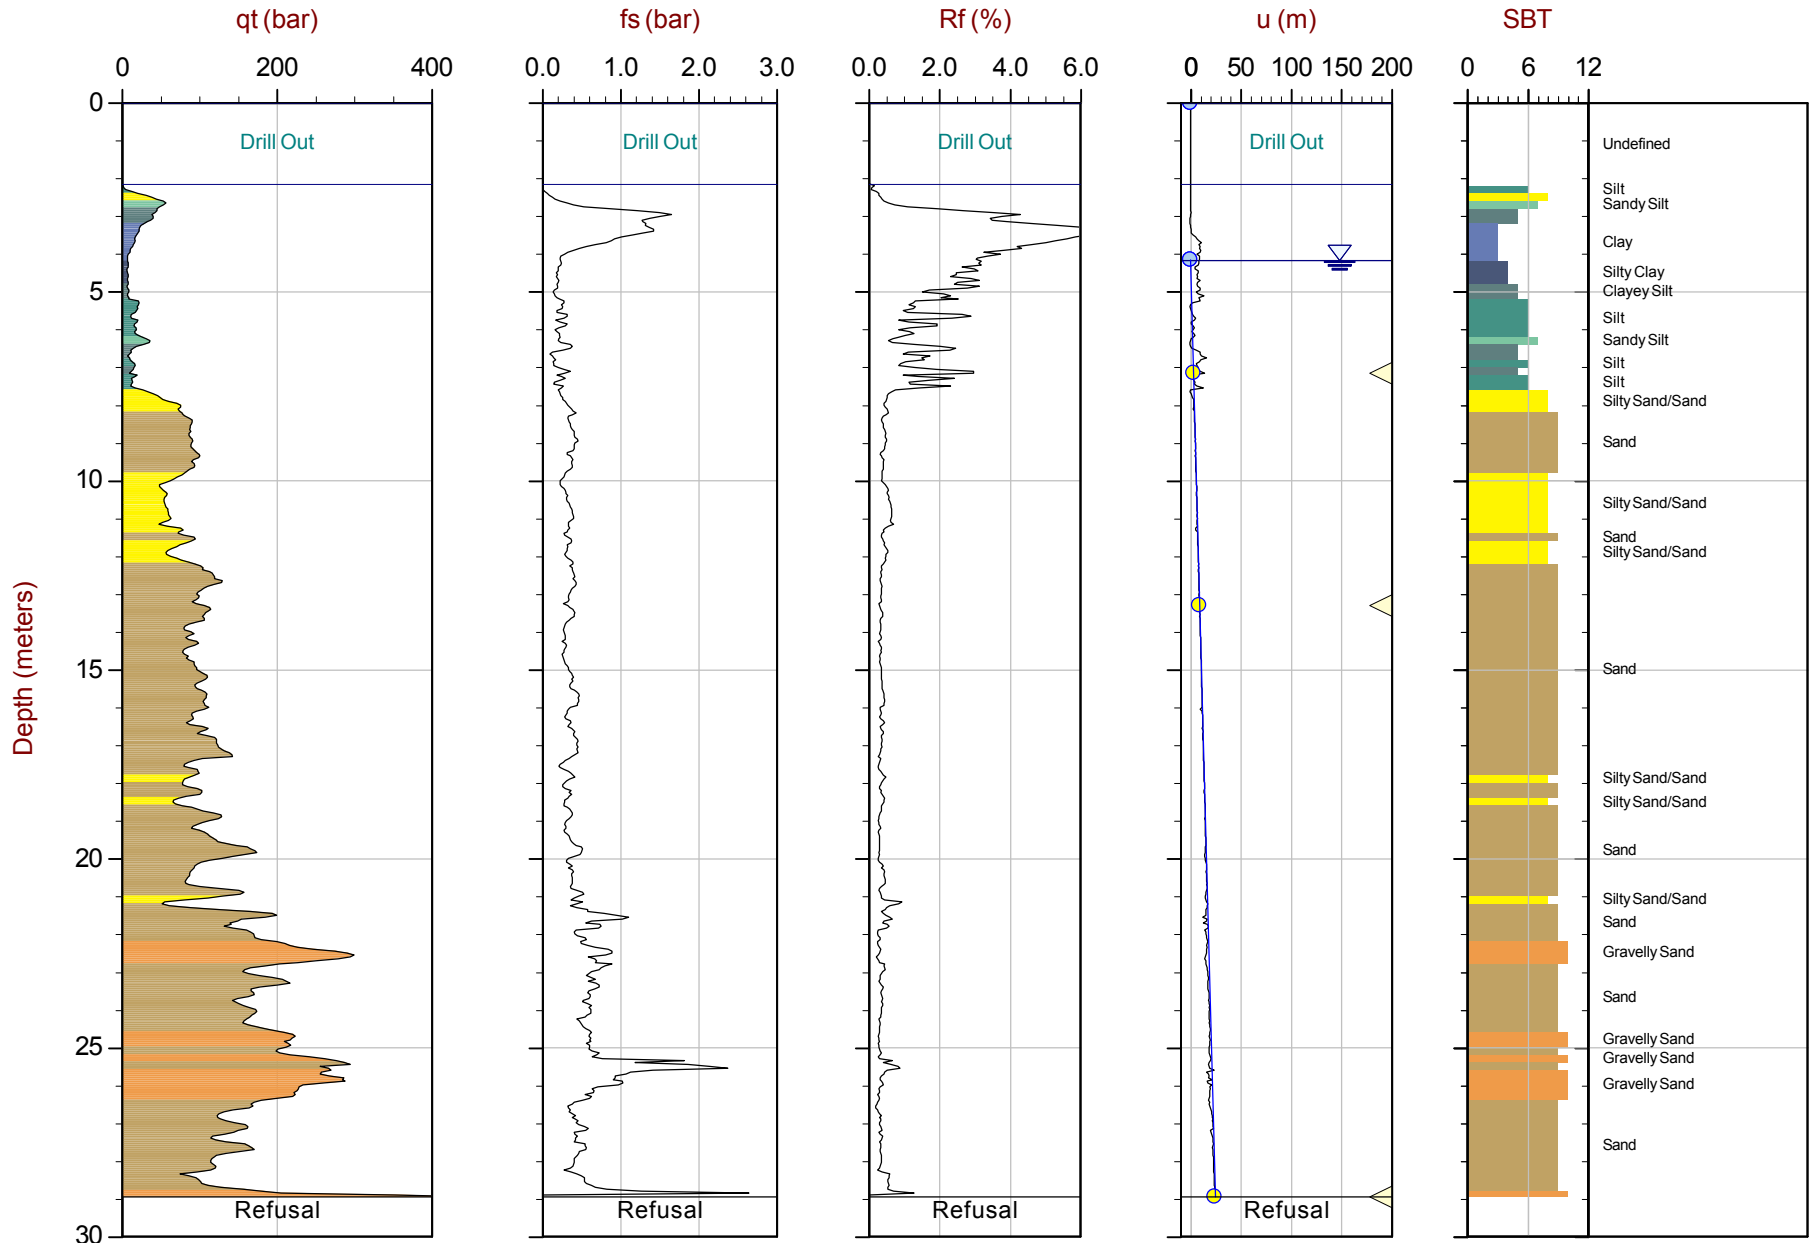 qt (bar) fs (bar) Rf (%) u (m) SBT
0 200 400 0.0 1.0 2.0 3.0 0.0 2.0 4.0 6.0 0 50 100 150 200 0 6 12
0
Drill Out Drill Out Drill Out Drill Out
Undefined
Silt
Sandy Silt
Clay
Silty Clay
5
Clayey Silt
Silt
Sandy Silt
Silt
Silt
Silty Sand/Sand
Sand
10
Silty Sand/Sand
Sand
Silty Sand/Sand
Depth (meters)
15
Sand
Silty Sand/Sand
Silty Sand/Sand
20
Sand
Silty Sand/Sand
Sand
Gravelly Sand
Sand
Gravelly Sand
25
Gravelly Sand
Gravelly Sand
Sand
Refusal Refusal Refusal Refusal
30